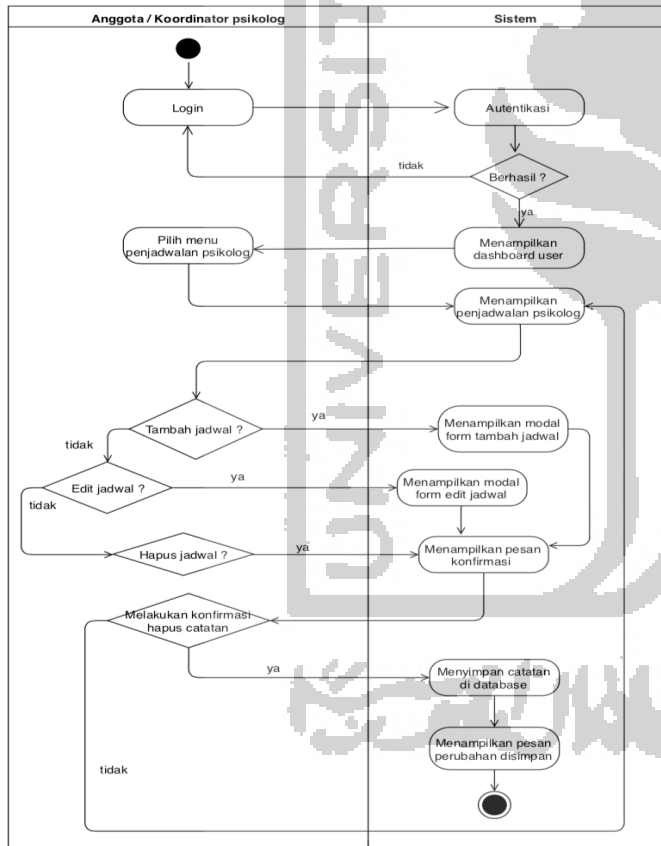 Anggota / Koordinator psikolog
Sistem
Login
Autentikasi
tidak
Berhasil ?
ya
Pilih menu
penjadwalan psikolog
Menampilkan
dashboard user
Menampilkan
penjadwalan psikolog
Tambah jadwal ?
ya
Menampilkan modal
form tambah jadwal
tidak
Edit jadwal ?
ya
Menampilkan modal
form edit jadwal
tidak
Hapus jadwal ?
ya
Menampilkan pesan
konfirmasi
Melakukan konfirmasi
hapus catatan
ya
Menyimpan catatan
di database
Menampilkan pesan
perubahan disimpan
tidak
UNIVERSIT